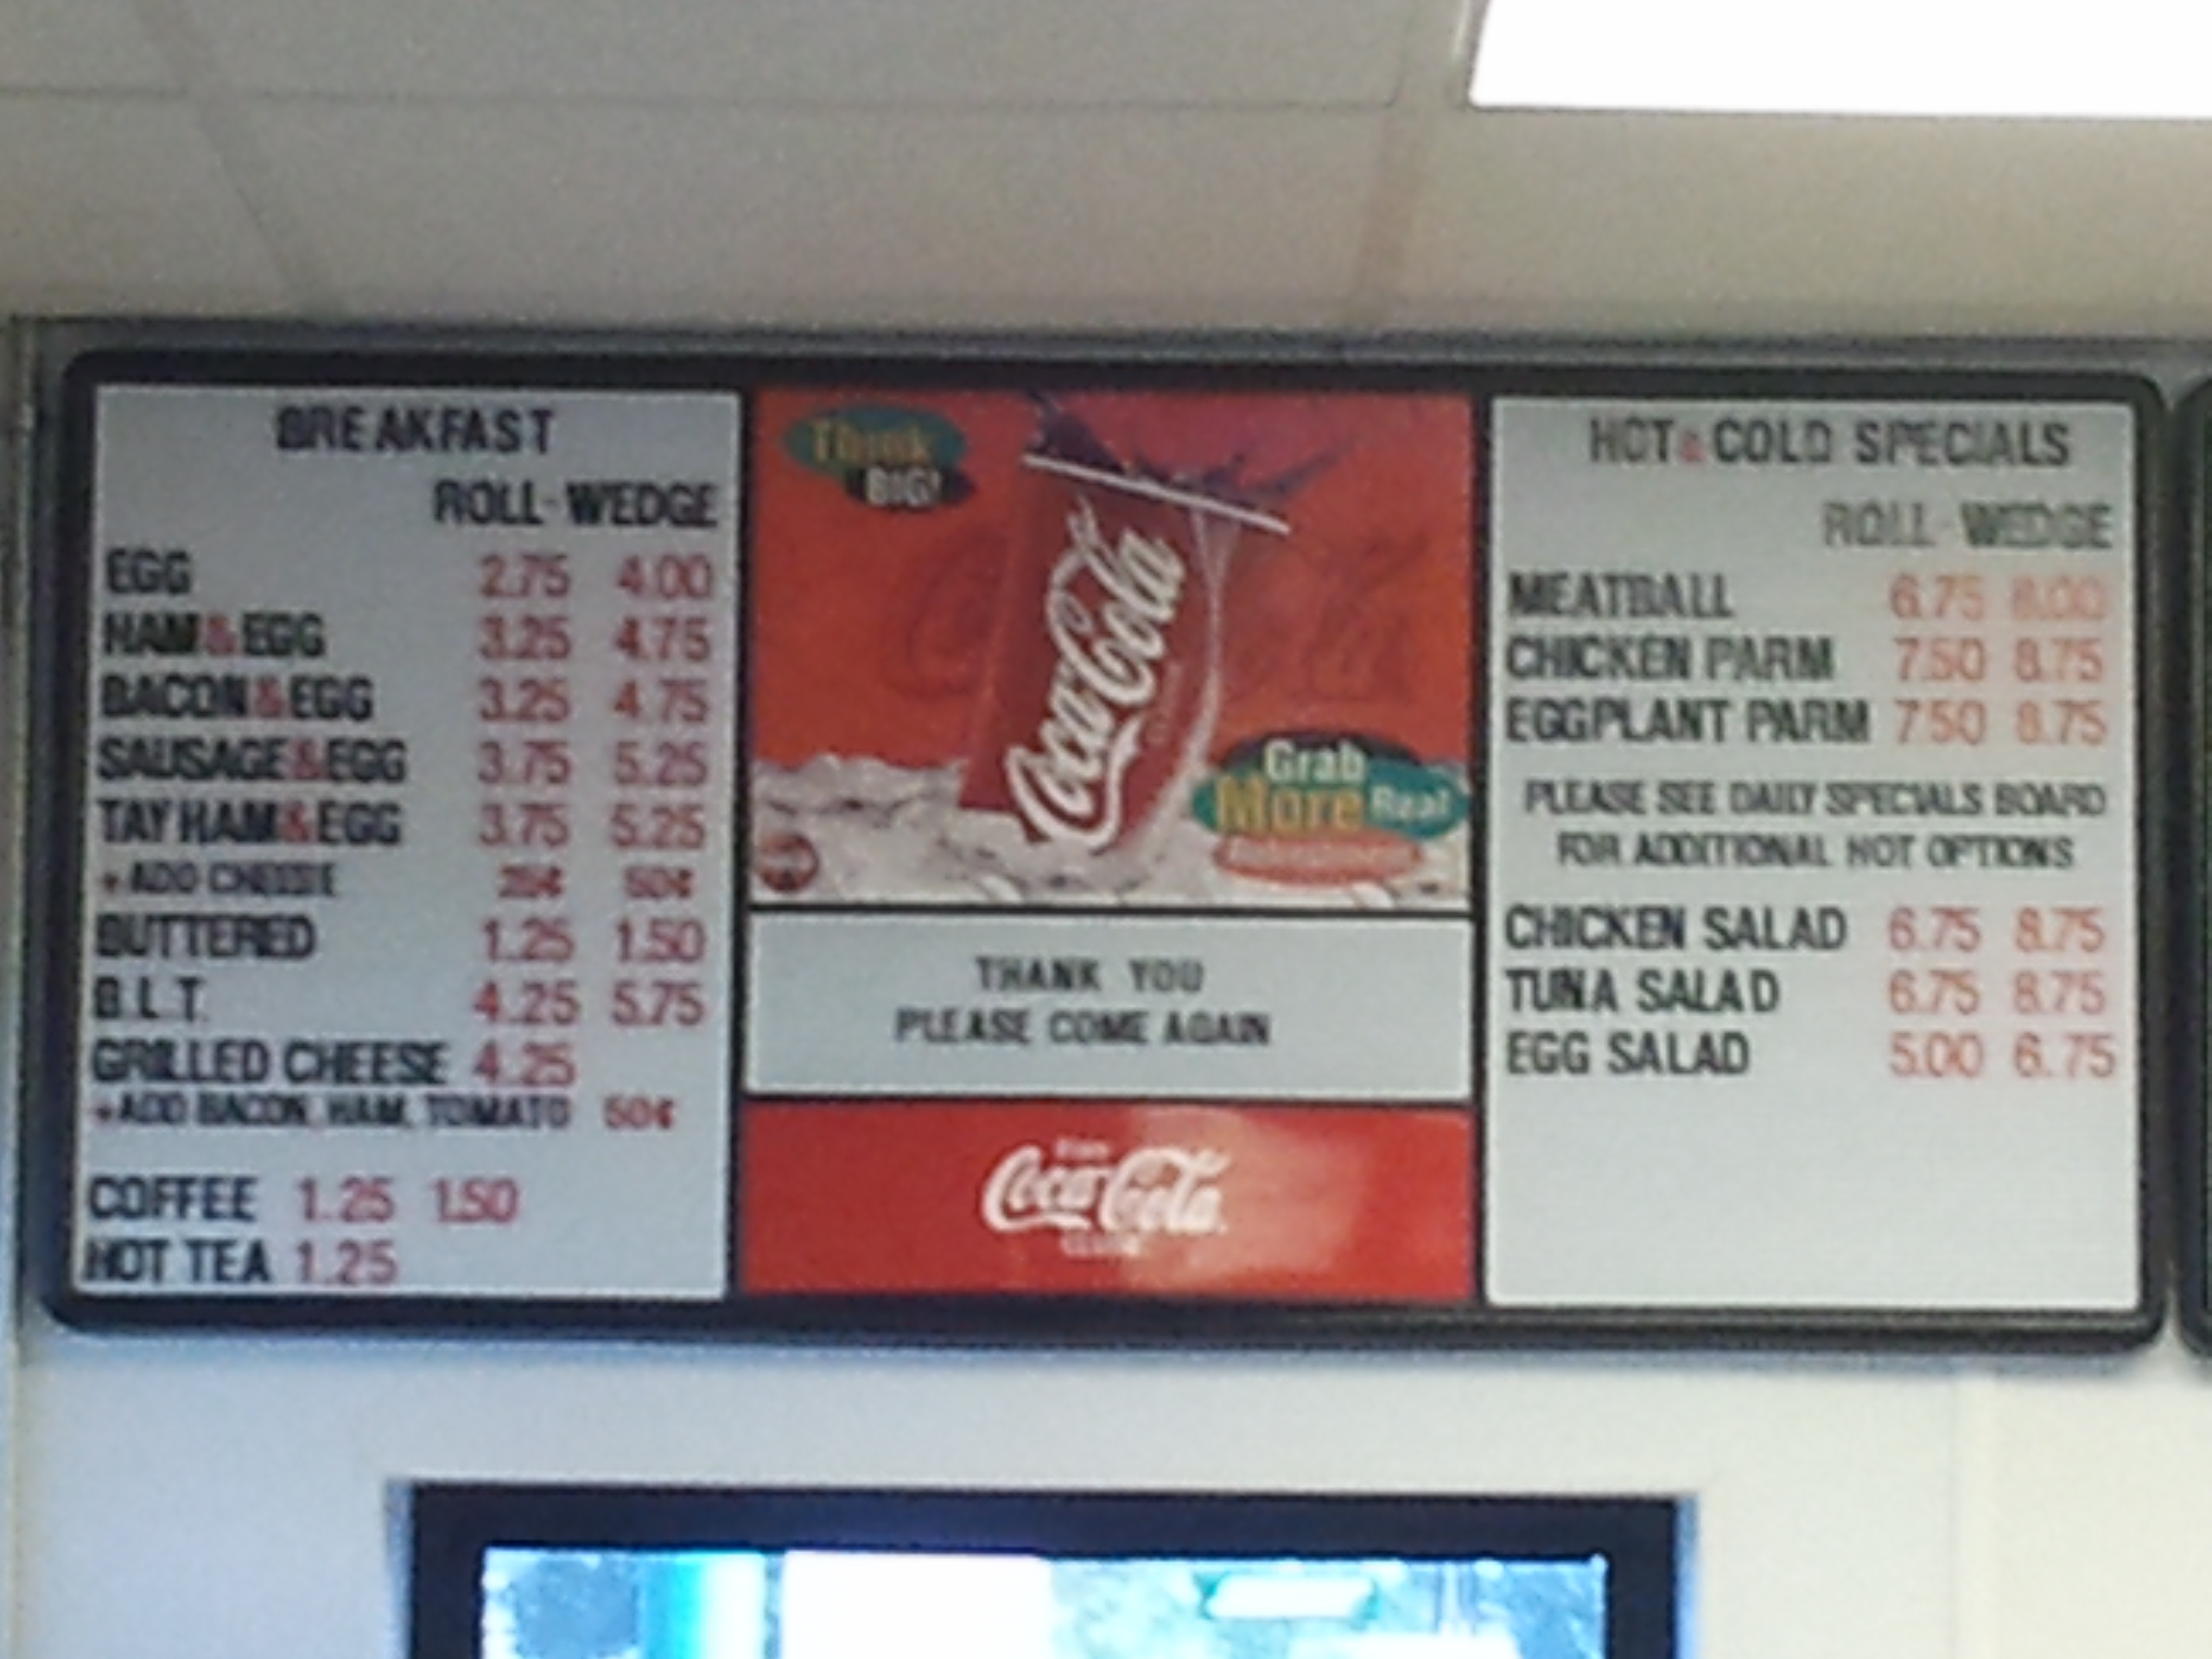 BREAKFAST
ROLL - WEDGE
EGG 2.75 4.00
HAM & EGG 3.25 4.75
BACON & EGG 3.25 4.75
SAUSAGE & EGG 3.75 5.25
TAY HAM & EGG 3.75 5.25
+ ADD CHEESE 25¢ 50¢
BUTTERED 1.25 1.50
B.L.T. 4.25 5.75
GRILLED CHEESE 4.25
+ADD BACON, HAM, TOMATO 50¢
COFFEE 1.25 1.50
HOT TEA 1.25
Think
BIG!
Coca-Cola
Grab
More Real
Refreshment
THANK YOU
PLEASE COME AGAIN
Enjoy
Coca-Cola
CLASSIC
HOT & COLD SPECIALS
ROLL - WEDGE
MEATBALL 6.75 8.00
CHICKEN PARM 7.50 8.75
EGGPLANT PARM 7.50 8.75
PLEASE SEE DAILY SPECIALS BOARD
FOR ADDITIONAL HOT OPTIONS
CHICKEN SALAD 6.75 8.75
TUNA SALAD 6.75 8.75
EGG SALAD 5.00 6.75